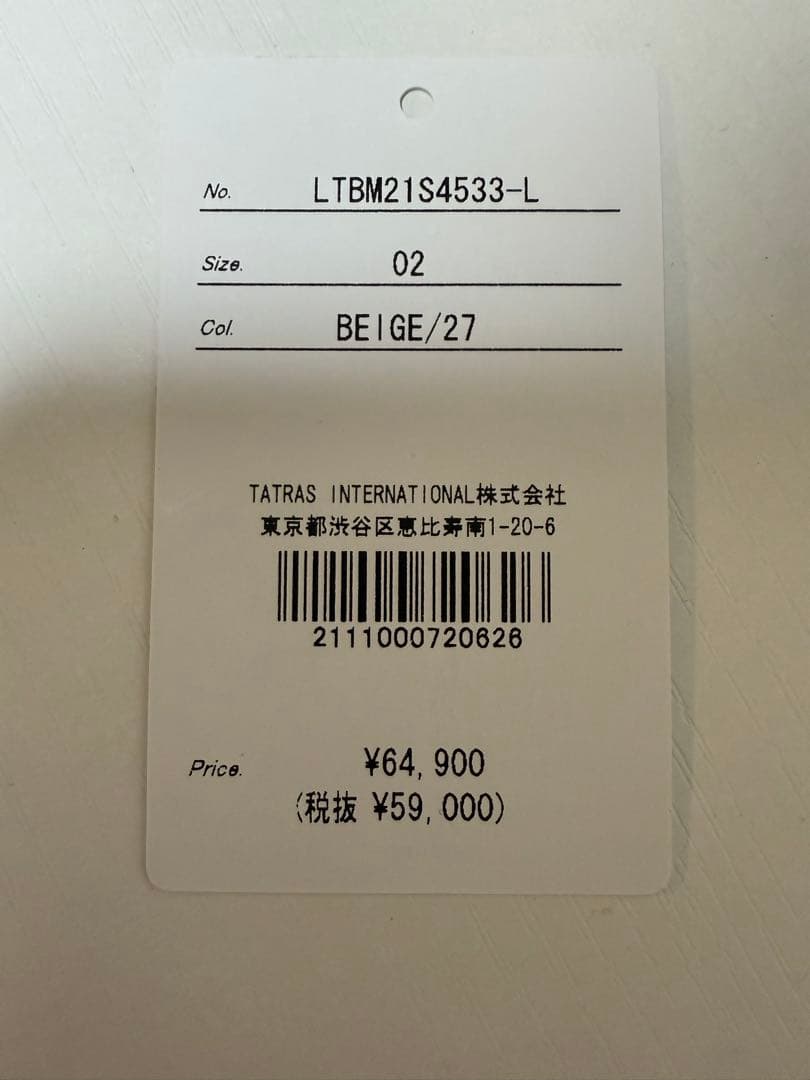 No. LTBM21S4533-L
Size. 02
Col. BEIGE/27
TATRAS INTERNATIONAL株式会社
東京都渋谷区恵比寿南1-20-6
2111000720626
Price. ¥64,900
(税抜 ¥59,000)